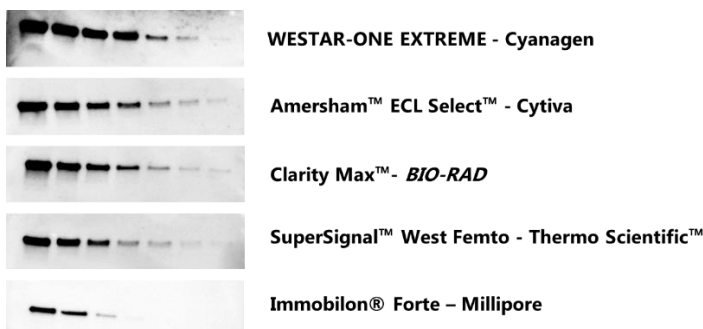 WESTAR-ONE EXTREME - Cyanagen
Amersham™ ECL Select™ - Cytiva
Clarity Max™- BIO-RAD
SuperSignal™ West Femto - Thermo Scientific™
Immobilon® Forte – Millipore